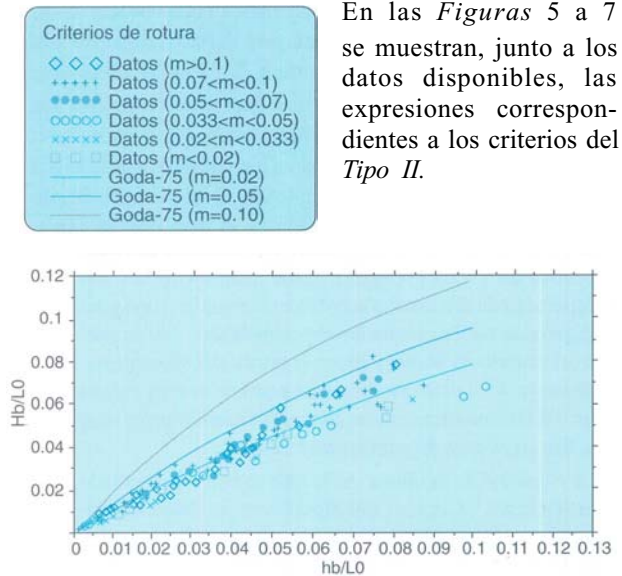 Criterios de rotura
◇ ◇ ◇ ◇ Datos (m>0.1)
++++++ Datos (0.07<m<0.1)
●●●●●● Datos (0.05<m<0.07)
○○○○○ Datos (0.033<m<0.05)
××××× Datos (0.02<m<0.033)
□ □ □ Datos (m<0.02)
Goda-75 (m=0.02)
Goda-75 (m=0.05)
Goda-75 (m=0.10)
En las Figuras 5 a 7
se muestran, junto a los
datos disponibles, las
expresiones correspon-
dientes a los criterios del
Tipo II.
0.12
0.1
0.08
0.06
0.04
0.02
Hb/L0
0 0.01 0.02 0.03 0.04 0.05 0.06 0.07 0.08 0.09 0.1 0.11 0.12 0.13
hb/L0